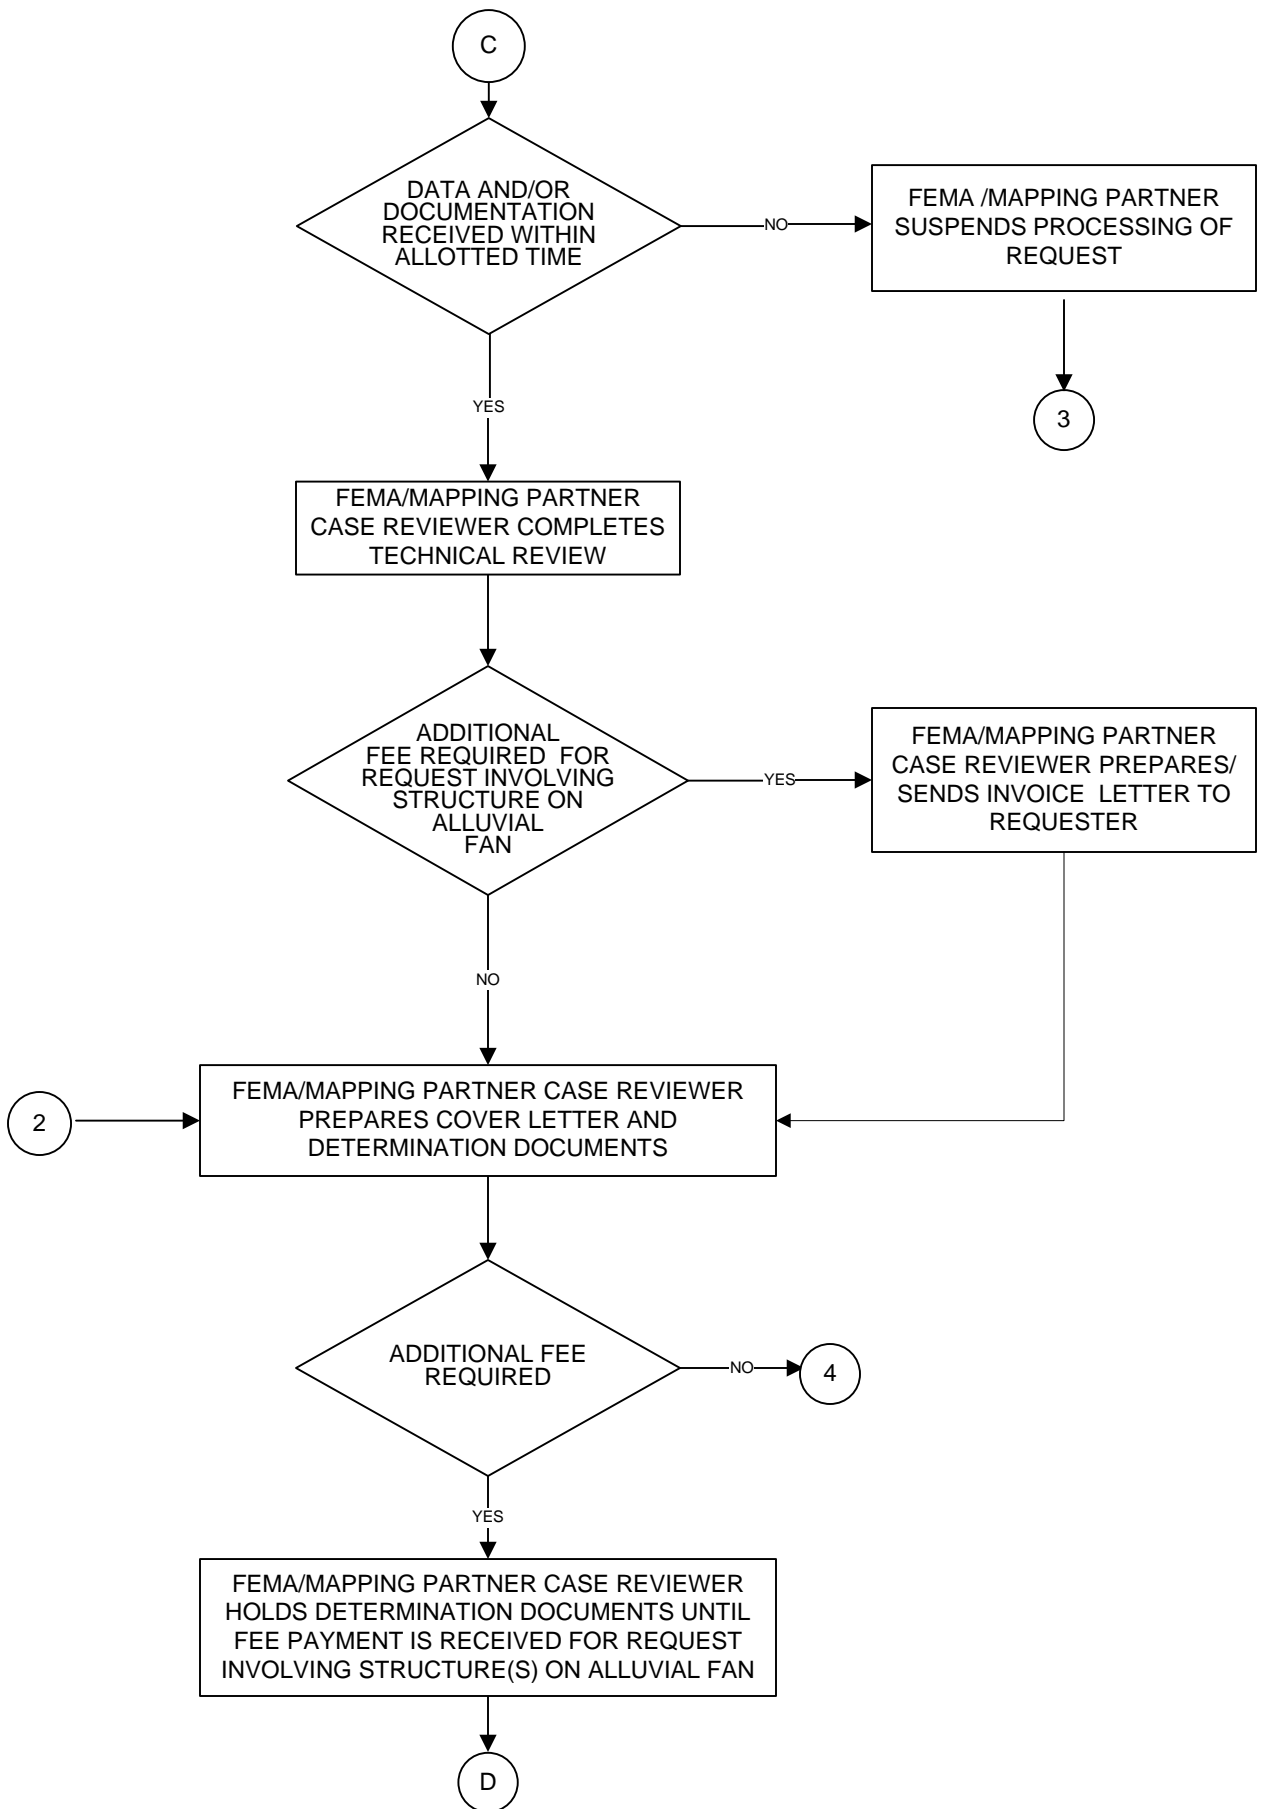 C
DATA AND/OR
DOCUMENTATION
RECEIVED WITHIN
ALLOTTED TIME
NO
FEMA /MAPPING PARTNER
SUSPENDS PROCESSING OF
REQUEST
3
YES
FEMA/MAPPING PARTNER
CASE REVIEWER COMPLETES
TECHNICAL REVIEW
ADDITIONAL
FEE REQUIRED FOR
REQUEST INVOLVING
STRUCTURE ON
ALLUVIAL
FAN
YES
FEMA/MAPPING PARTNER
CASE REVIEWER PREPARES/
SENDS INVOICE LETTER TO
REQUESTER
NO
2
FEMA/MAPPING PARTNER CASE REVIEWER
PREPARES COVER LETTER AND
DETERMINATION DOCUMENTS
ADDITIONAL FEE
REQUIRED
NO
4
YES
FEMA/MAPPING PARTNER CASE REVIEWER
HOLDS DETERMINATION DOCUMENTS UNTIL
FEE PAYMENT IS RECEIVED FOR REQUEST
INVOLVING STRUCTURE(S) ON ALLUVIAL FAN
D